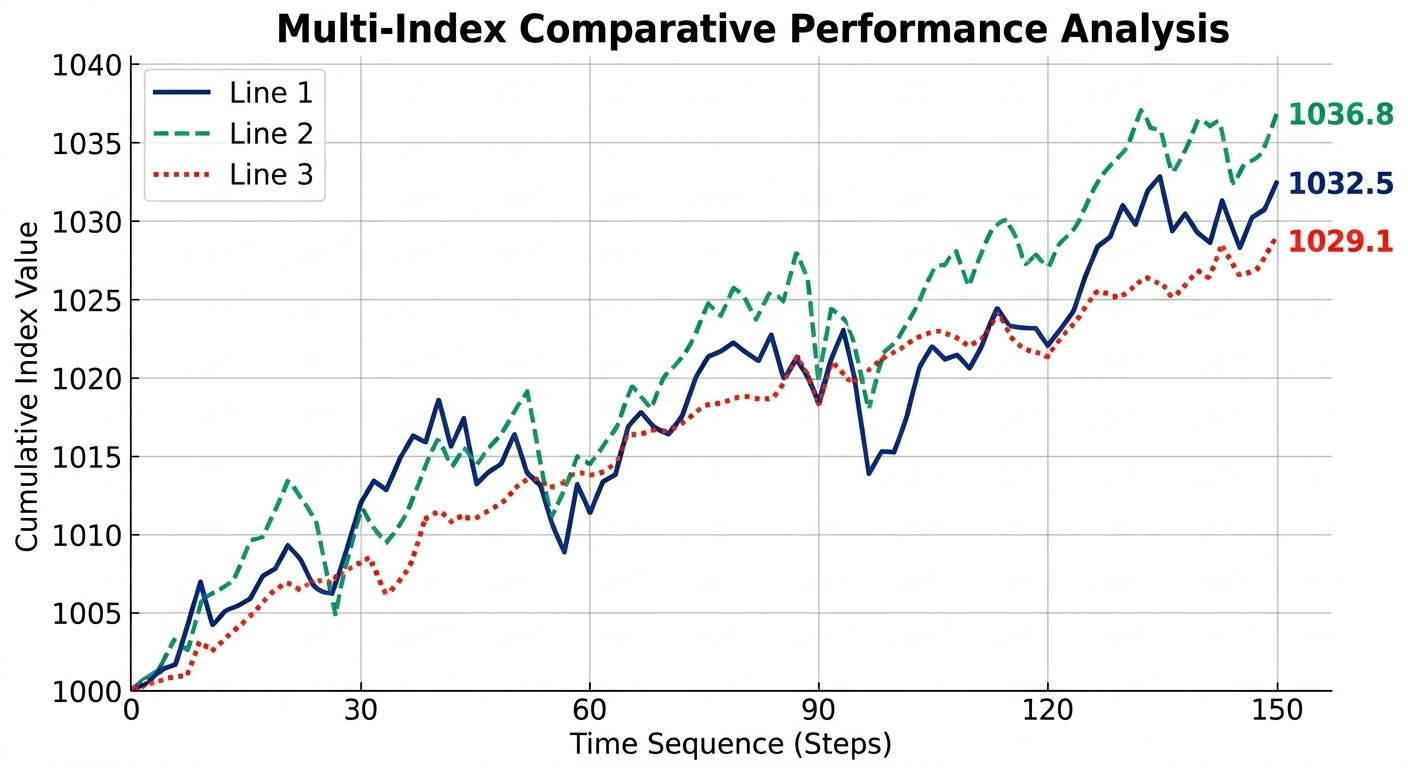 Multi-Index Comparative Performance Analysis
1040
1035
1030
1025
1020
1015
1010
1005
1000
Cumulative Index Value
Line 1
Line 2
Line 3
1036.8
1032.5
1029.1
0 30 60 90 120 150
Time Sequence (Steps)